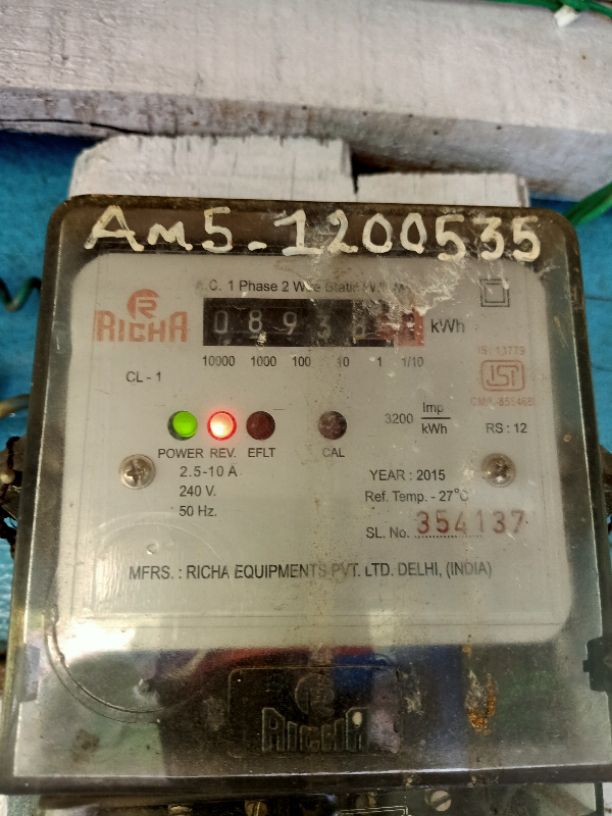 Am5-1200535
A.C. 1 Phase 2 Wire Static
RICHA
kWh
10000 1000 100 10 1 1/10
IS: 13779
ISI
CL - 1
3200 Imp/kWh
RS : 12
POWER REV. EFLT CAL
2.5-10 A
240 V.
50 Hz.
YEAR : 2015
Ref. Temp. - 27°C
SL. No. 354137
MFRS. : RICHA EQUIPMENTS PVT. LTD. DELHI, (INDIA)
RICHA